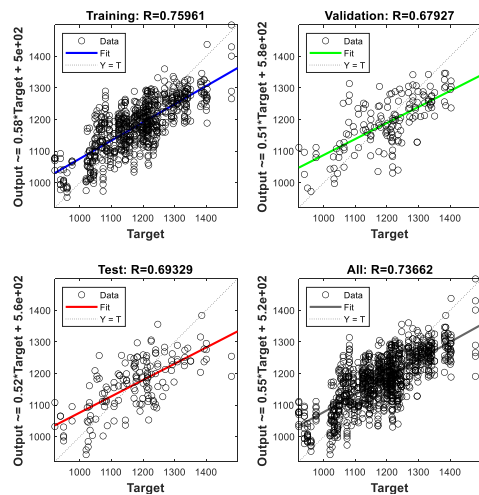 Training: R=0.75961
Output ~= 0.58*Target + 5e+02
1400
1300
1200
1100
1000
Data
Fit
Y = T
1000 1100 1200 1300 1400
Target
Validation: R=0.67927
Output ~= 0.51*Target + 5.8e+02
1400
1300
1200
1100
1000
Data
Fit
Y = T
1000 1100 1200 1300 1400
Target
Test: R=0.69329
Output ~= 0.52*Target + 5.6e+02
1400
1300
1200
1100
1000
Data
Fit
Y = T
1000 1100 1200 1300 1400
Target
All: R=0.73662
Output ~= 0.55*Target + 5.2e+02
1400
1300
1200
1100
1000
Data
Fit
Y = T
1000 1100 1200 1300 1400
Target